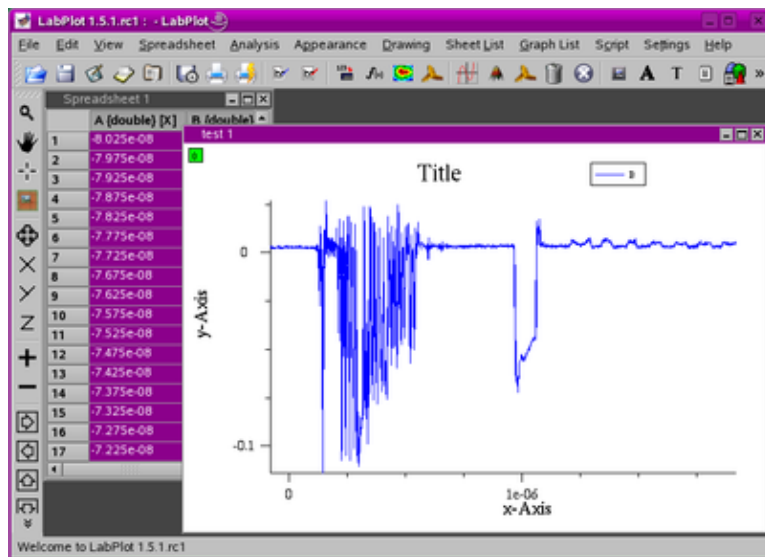 LabPlot 1.5.1.rc1 : - LabPlot
File Edit View Spreadsheet Analysis Appearance Drawing Sheet List Graph List Script Settings Help
Spreadsheet 1
A {double} [X] B {double}
test 1
1 -8.025e-08
2 -7.975e-08
3 -7.925e-08
4 -7.875e-08
5 -7.825e-08
6 -7.775e-08
7 -7.725e-08
8 -7.675e-08
9 -7.625e-08
10 -7.575e-08
11 -7.525e-08
12 -7.475e-08
13 -7.425e-08
14 -7.375e-08
15 -7.325e-08
16 -7.275e-08
17 -7.225e-08
Title
B
y-Axis
0
-0.1
0 1e-06
x-Axis
Welcome to LabPlot 1.5.1.rc1